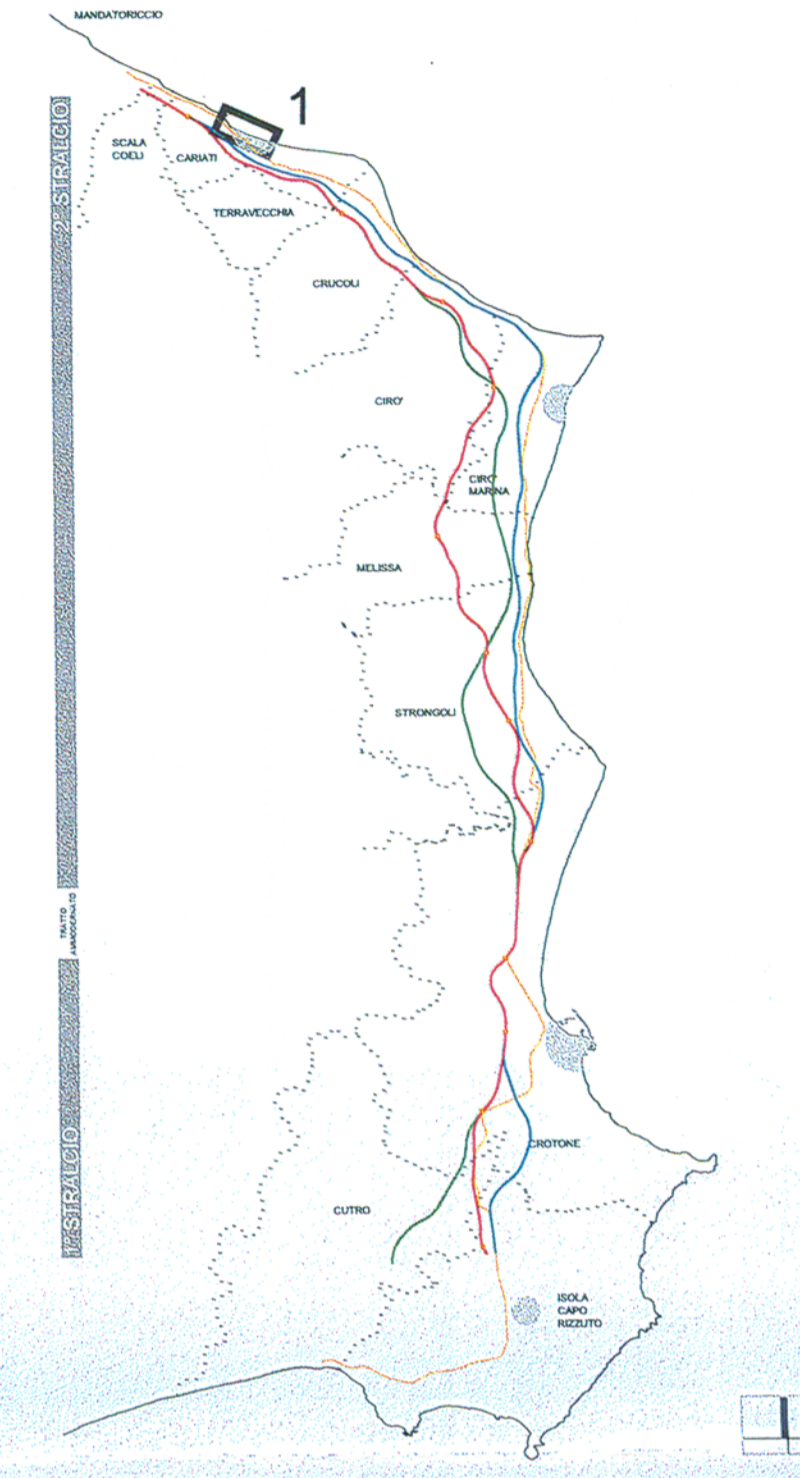 MANDATORICCIO
1
2° STRALCIO
SCALA
COELI
CARIATI
TERRAVECCHIA
CRUCOLI
CIRO'
CIRO'
MARINA
MELISSA
STRONGOLI
TRATTO
AMMODERNATO
1° STRALCIO
CROTONE
CUTRO
ISOLA
CAPO
RIZZUTO